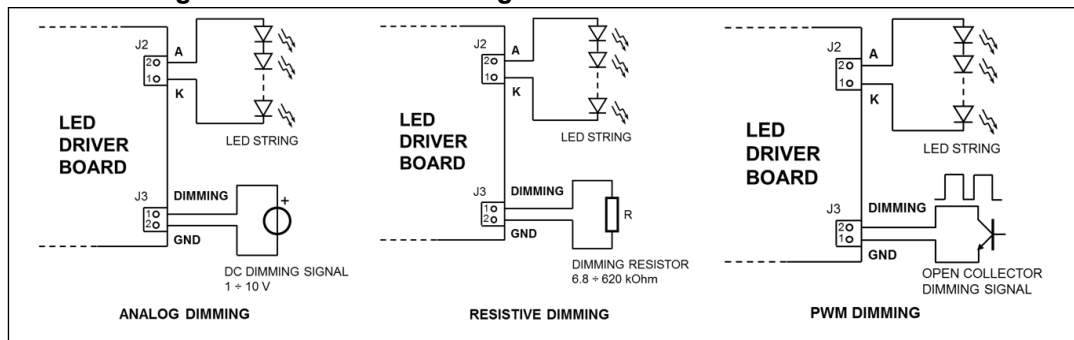 J2
A
2
1
K
LED STRING
LED
DRIVER
BOARD
J3
DIMMING
1
2
GND
+
DC DIMMING SIGNAL
1 ÷ 10 V
ANALOG DIMMING
J2
A
2
1
K
LED STRING
LED
DRIVER
BOARD
J3
DIMMING
1
2
GND
R
DIMMING RESISTOR
6.8 ÷ 620 kOhm
RESISTIVE DIMMING
J2
A
2
1
K
LED STRING
LED
DRIVER
BOARD
J3
DIMMING
2
1
GND
OPEN COLLECTOR
DIMMING SIGNAL
PWM DIMMING